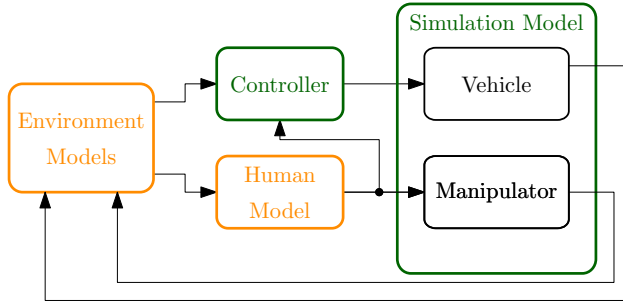 Simulation Model
Controller
Vehicle
Environment
Models
Human
Model
Manipulator